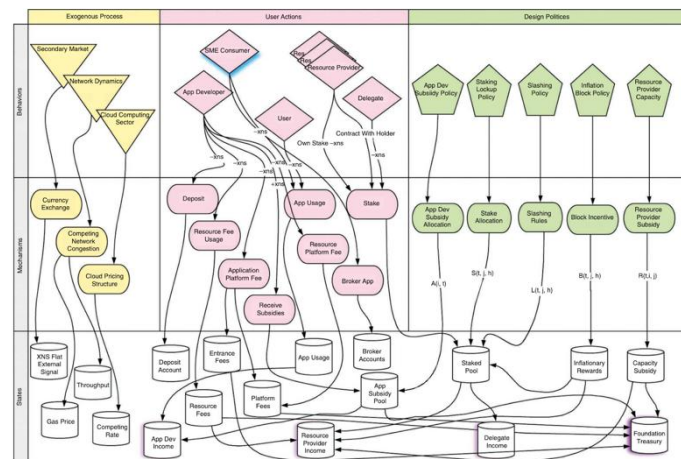 Exogenous Process
User Actions
Design Politices
Behaviors
Secondary Market
Network Dynamics
Cloud Computing
Sector
SME Consumer
Resource Provider
App Developer
User
Delegate
Own Stake −xns
Contract With Holder
App Dev
Subsidy Policy
Staking
Lockup
Policy
Slashing
Policy
Inflation
Block Policy
Resource
Provider
Capacity
−xns
−xns
−xns
−xns
−xns
+xns
−xns
Mechanisms
Currency
Exchange
Competing
Network
Congestion
Cloud Pricing
Structure
Deposit
Resource Fee
Usage
Application
Platform Fee
Receive
Subsidies
App Usage
Resource
Platform
Fee
Broker App
Stake
App Dev
Subsidy
Allocation
Stake
Allocation
Slashing
Rules
Block Incentive
Resource
Provider
Subsidy
A(i, t)
S(t, j, h)
L(t, j, h)
B(t, j, h)
R(t,i, j)
States
XNS Flat
External
Signal
Gas Price
Throughput
Competing
Rate
Deposit
Account
Entrance
Fees
App Usage
Broker
Accounts
Staked
Pool
Inflationary
Rewards
Capacity
Subsidy
Resource
Fees
Platform
Fees
App
Subsidy
Pool
App Dev
Income
Resource
Provider
Income
Delegate
Income
Foundation
Treasury